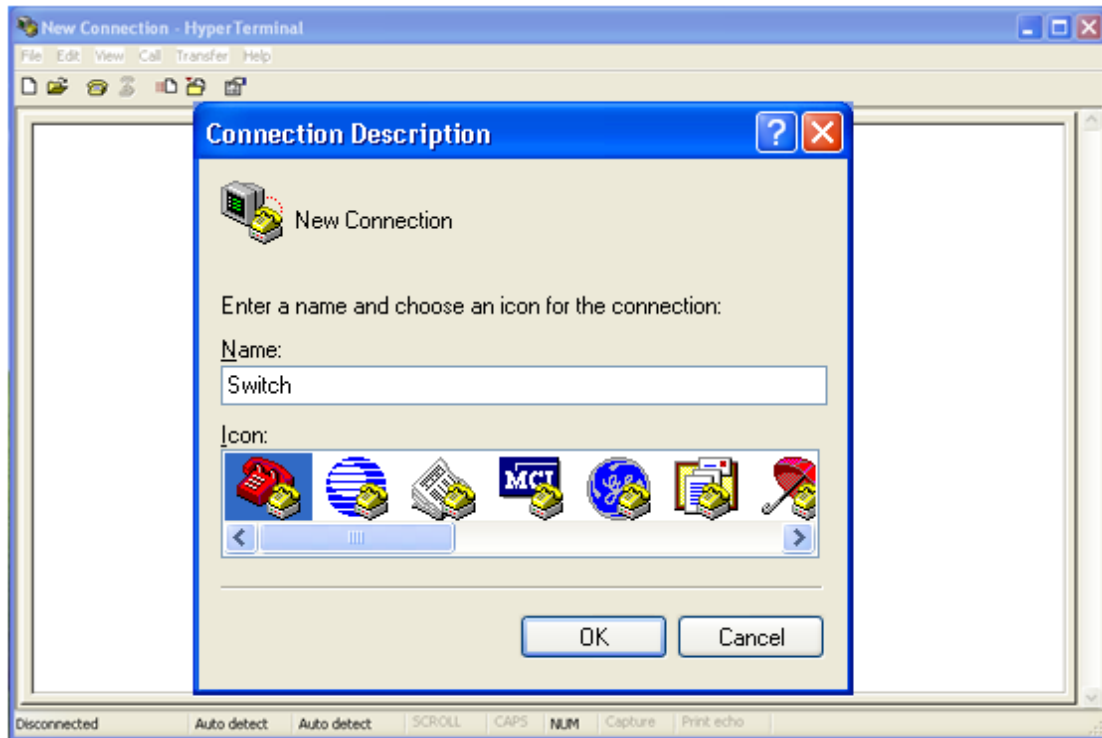 New Connection - HyperTerminal
File Edit View Call Transfer Help
Connection Description
New Connection
Enter a name and choose an icon for the connection:
Name:
Switch
Icon:
MCI
OK Cancel
Disconnected Auto detect Auto detect SCROLL CAPS NUM Capture Print echo